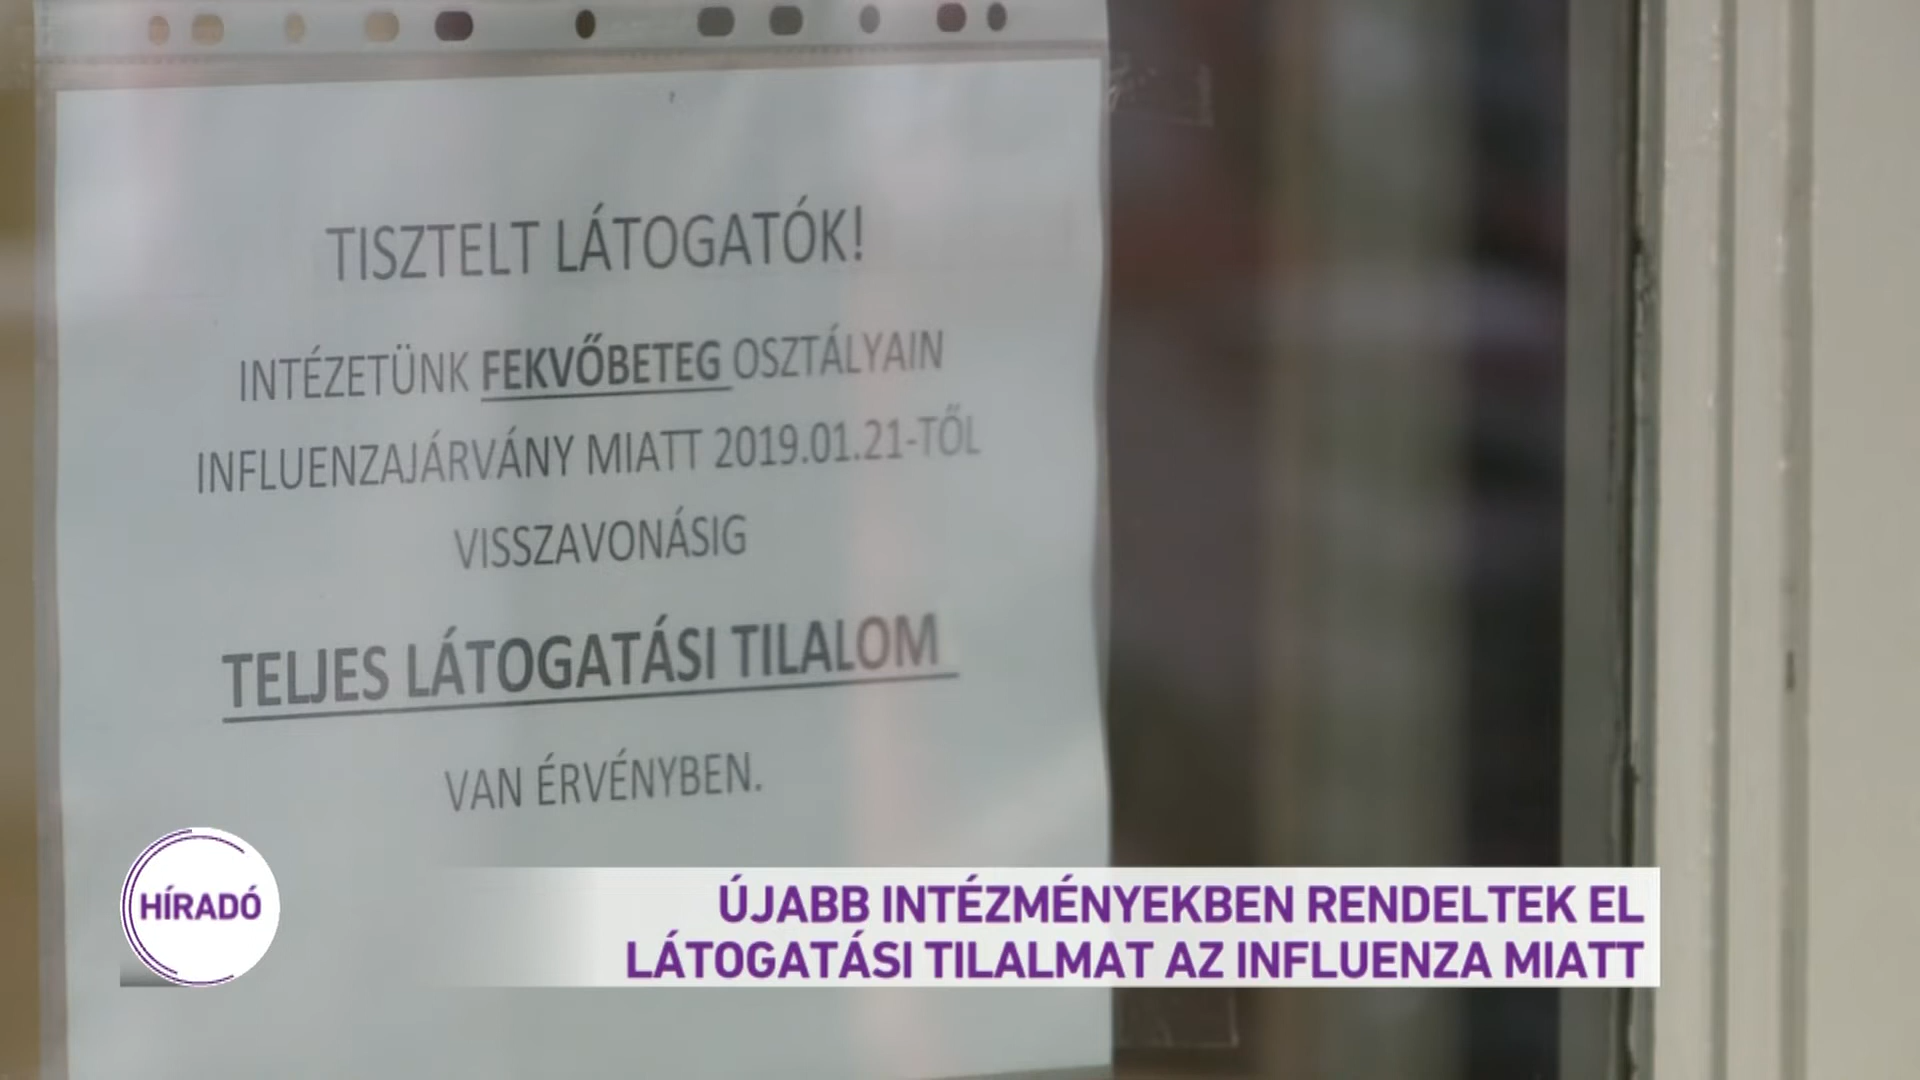 TISZTELT LÁTOGATÓK!
INTÉZETÜNK FEKVŐBETEG OSZTÁLYAIN
INFLUENZAJÁRVÁNY MIATT 2019.01.21-TŐL
VISSZAVONÁSIG
TELJES LÁTOGATÁSI TILALOM
VAN ÉRVÉNYBEN.
HÍRADÓ
ÚJABB INTÉZMÉNYEKBEN RENDELTEK EL
LÁTOGATÁSI TILALMAT AZ INFLUENZA MIATT